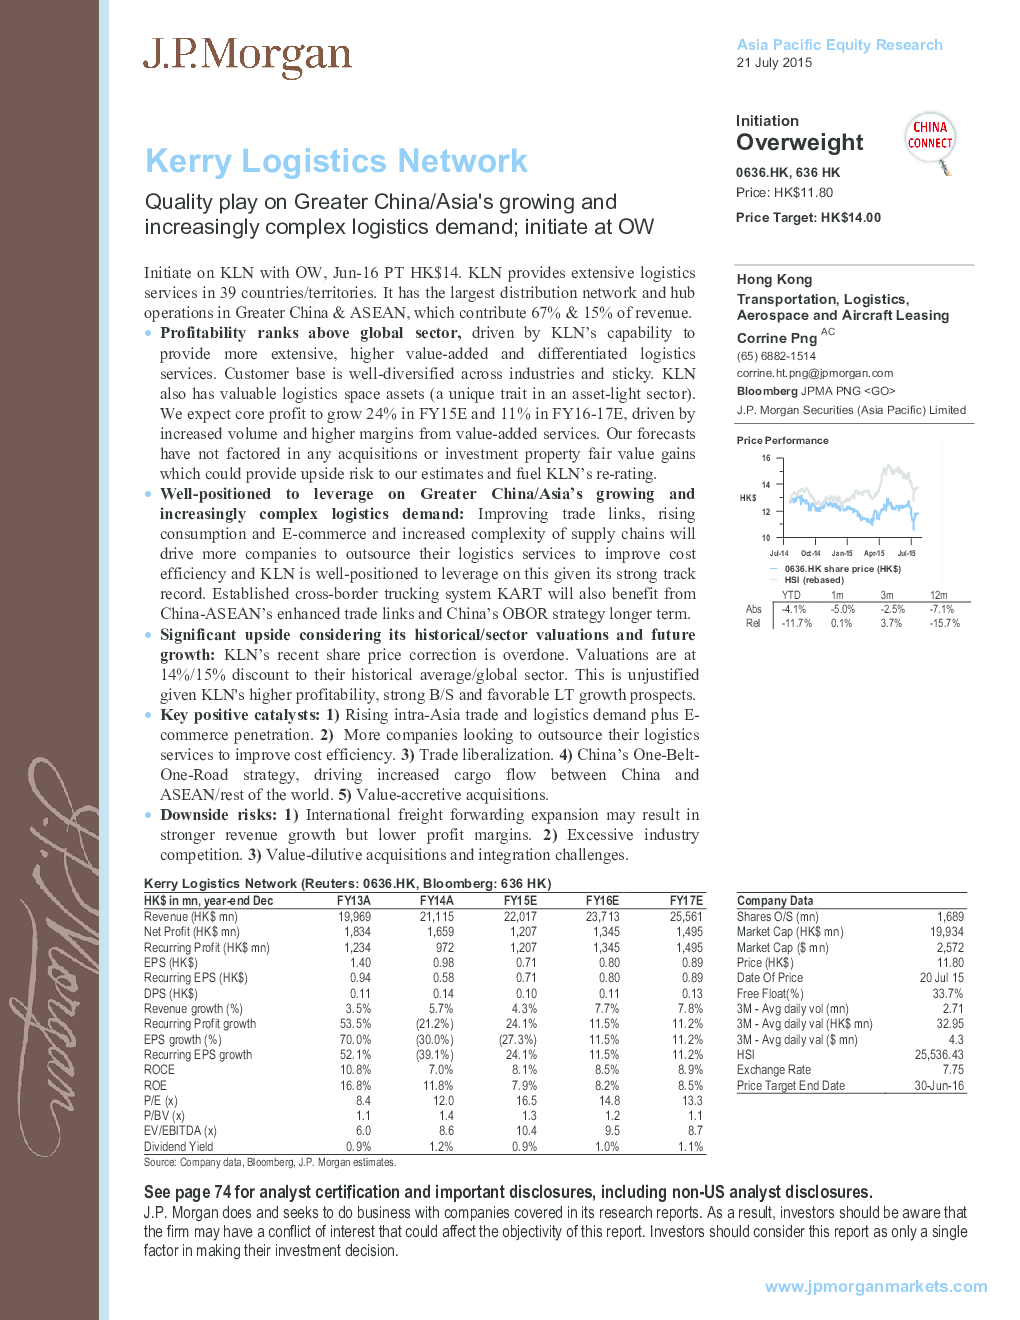 J.P.Morgan
Asia Pacific Equity Research
21 July 2015
Initiation
Overweight
CHINA
CONNECT
0636.HK, 636 HK
Price: HK$11.80
Price Target: HK$14.00
Kerry Logistics Network
Quality play on Greater China/Asia's growing and
increasingly complex logistics demand; initiate at OW
Initiate on KLN with OW, Jun-16 PT HK$14. KLN provides extensive logistics
services in 39 countries/territories. It has the largest distribution network and hub
operations in Greater China & ASEAN, which contribute 67% & 15% of revenue.
• Profitability ranks above global sector, driven by KLN's capability to
provide more extensive, higher value-added and differentiated logistics
services. Customer base is well-diversified across industries and sticky. KLN
also has valuable logistics space assets (a unique trait in an asset-light sector).
We expect core profit to grow 24% in FY15E and 11% in FY16-17E, driven by
increased volume and higher margins from value-added services. Our forecasts
have not factored in any acquisitions or investment property fair value gains
which could provide upside risk to our estimates and fuel KLN's re-rating.
• Well-positioned to leverage on Greater China/Asia's growing and
increasingly complex logistics demand: Improving trade links, rising
consumption and E-commerce and increased complexity of supply chains will
drive more companies to outsource their logistics services to improve cost
efficiency and KLN is well-positioned to leverage on this given its strong track
record. Established cross-border trucking system KART will also benefit from
China-ASEAN's enhanced trade links and China's OBOR strategy longer term.
• Significant upside considering its historical/sector valuations and future
growth: KLN's recent share price correction is overdone. Valuations are at
14%/15% discount to their historical average/global sector. This is unjustified
given KLN's higher profitability, strong B/S and favorable LT growth prospects.
• Key positive catalysts: 1) Rising intra-Asia trade and logistics demand plus E-
commerce penetration. 2) More companies looking to outsource their logistics
services to improve cost efficiency. 3) Trade liberalization. 4) China's One-Belt-
One-Road strategy, driving increased cargo flow between China and
ASEAN/rest of the world. 5) Value-accretive acquisitions.
• Downside risks: 1) International freight forwarding expansion may result in
stronger revenue growth but lower profit margins. 2) Excessive industry
competition. 3) Value-dilutive acquisitions and integration challenges.
Hong Kong
Transportation, Logistics,
Aerospace and Aircraft Leasing
Corrine Png AC
(65) 6882-1514
corrine.ht.png@jpmorgan.com
Bloomberg JPMA PNG <GO>
J.P. Morgan Securities (Asia Pacific) Limited
Price Performance
16
14
HK$
12
10
Jul-14 Oct-14 Jan-15 Apr-15 Jul-15
0636.HK share price (HK$)
HSI (rebased)
YTD 1m 3m 12m
Abs -4.1% -5.0% -2.5% -7.1%
Rel -11.7% 0.1% 3.7% -15.7%
Kerry Logistics Network (Reuters: 0636.HK, Bloomberg: 636 HK)
HK$ in mn, year-end Dec FY13A FY14A FY15E FY16E FY17E
Revenue (HK$ mn) 19,969 21,115 22,017 23,713 25,561
Net Profit (HK$ mn) 1,834 1,659 1,207 1,345 1,495
Recurring Profit (HK$ mn) 1,234 972 1,207 1,345 1,495
EPS (HK$) 1.40 0.98 0.71 0.80 0.89
Recurring EPS (HK$) 0.94 0.58 0.71 0.80 0.89
DPS (HK$) 0.11 0.14 0.10 0.11 0.13
Revenue growth (%) 3.5% 5.7% 4.3% 7.7% 7.8%
Recurring Profit growth 53.5% (21.2%) 24.1% 11.5% 11.2%
EPS growth (%) 70.0% (30.0%) (27.3%) 11.5% 11.2%
Recurring EPS growth 52.1% (39.1%) 24.1% 11.5% 11.2%
ROCE 10.8% 7.0% 8.1% 8.5% 8.9%
ROE 16.8% 11.8% 7.9% 8.2% 8.5%
P/E (x) 8.4 12.0 16.5 14.8 13.3
P/BV (x) 1.1 1.4 1.3 1.2 1.1
EV/EBITDA (x) 6.0 8.6 10.4 9.5 8.7
Dividend Yield 0.9% 1.2% 0.9% 1.0% 1.1%
Source: Company data, Bloomberg, J.P. Morgan estimates.
Company Data
Shares O/S (mn) 1,689
Market Cap (HK$ mn) 19,934
Market Cap ($ mn) 2,572
Price (HK$) 11.80
Date Of Price 20 Jul 15
Free Float(%) 33.7%
3M - Avg daily vol (mn) 2.71
3M - Avg daily val (HK$ mn) 32.95
3M - Avg daily val ($ mn) 4.3
HSI 25,536.43
Exchange Rate 7.75
Price Target End Date 30-Jun-16
See page 74 for analyst certification and important disclosures, including non-US analyst disclosures.
J.P. Morgan does and seeks to do business with companies covered in its research reports. As a result, investors should be aware that
the firm may have a conflict of interest that could affect the objectivity of this report. Investors should consider this report as only a single
factor in making their investment decision.
www.jpmorganmarkets.com
J.P. Morgan